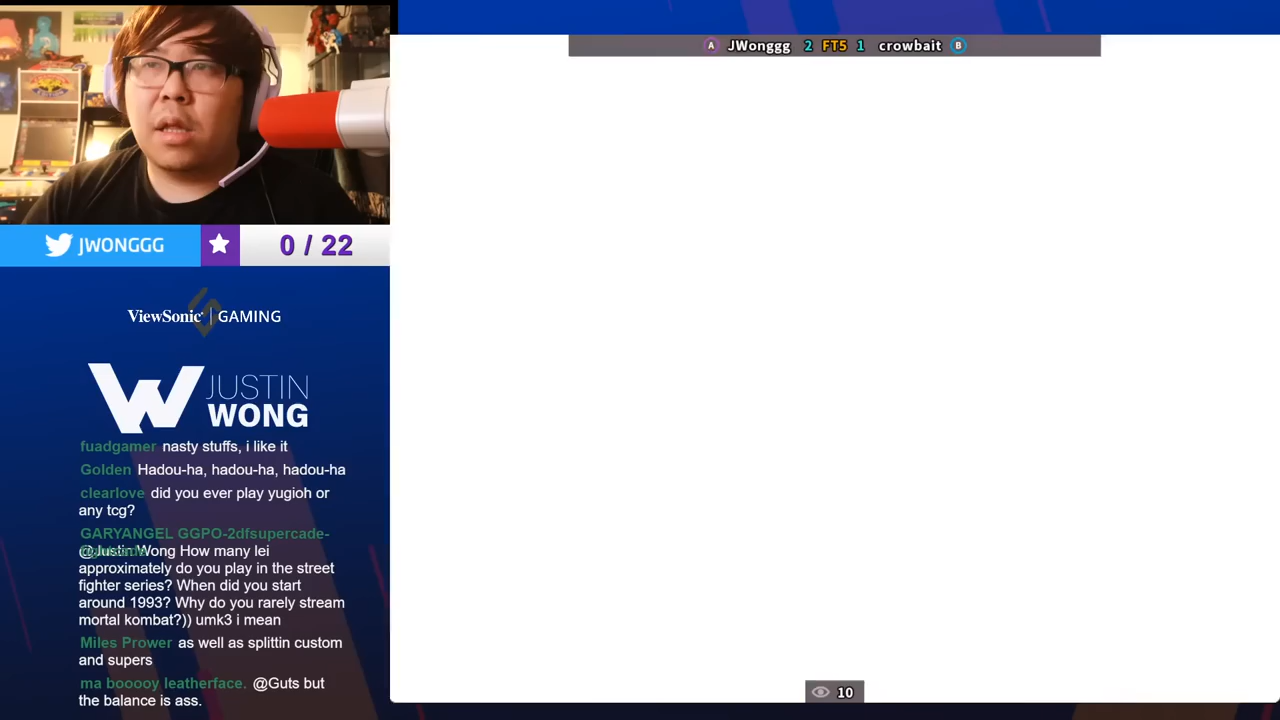 A JWonggg 2 FT5 1 crowbait B
JWONGGG
0 / 22
ViewSonic GAMING
JUSTIN
WONG
fuadgamer nasty stuffs, i like it
Golden Hadou-ha, hadou-ha, hadou-ha
clearlove did you ever play yugioh or
any tcg?
GARYANGEL GGPO-2dfsupercade-
@Justin Wong How many lei
approximately do you play in the street
fighter series? When did you start
around 1993? Why do you rarely stream
mortal kombat?)) umk3 i mean
Miles Prower as well as splittin custom
and supers
ma booooy leatherface. @Guts but
the balance is ass.
10